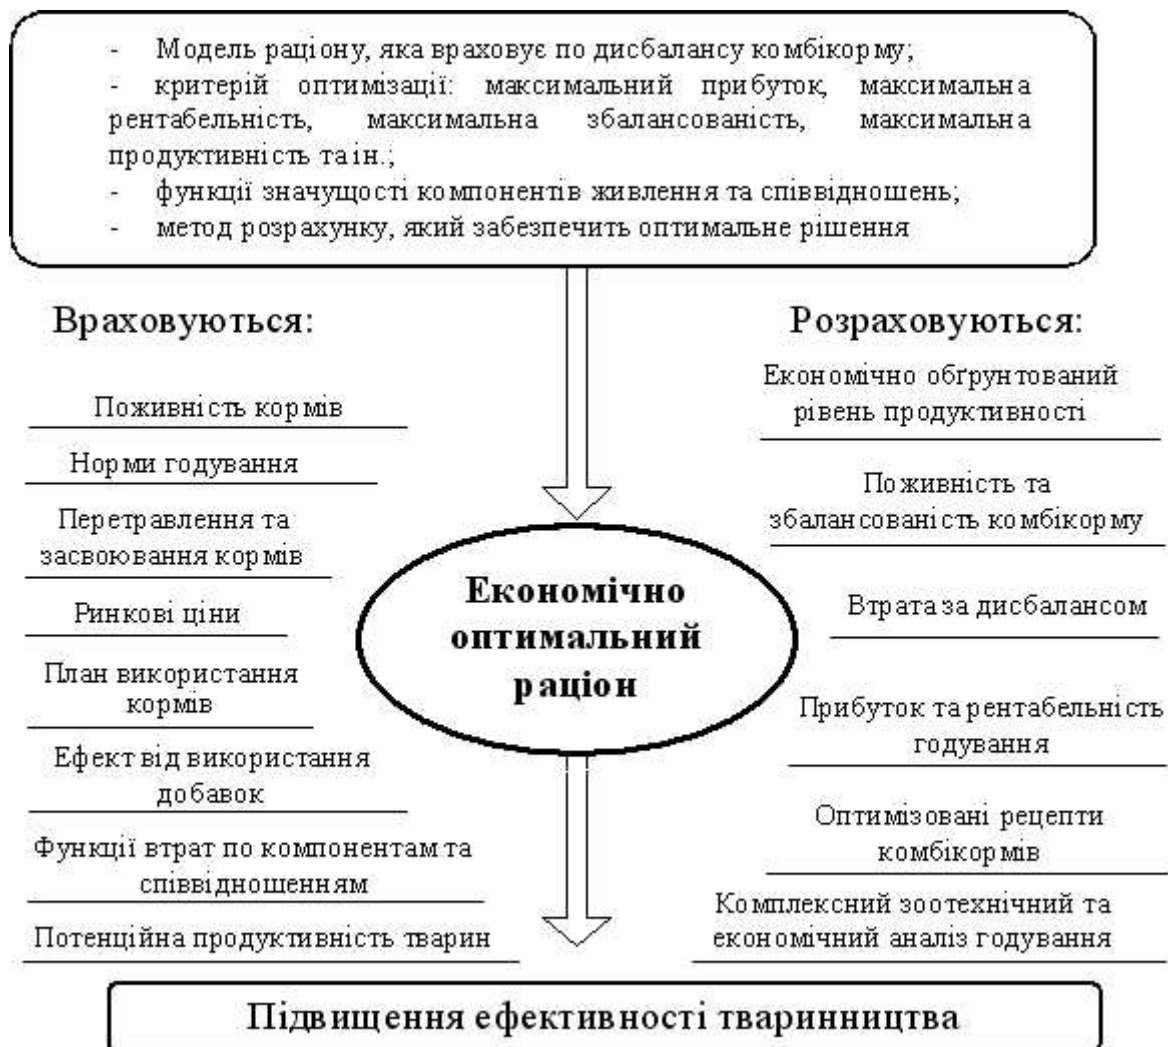 - Модель раціону, яка враховує по дисбалансу комбікорму;
- критерій оптимізації: максимальний прибуток, максимальна
рентабельність, максимальна збалансованість, максимальна
продуктивність та ін.;
- функції значущості компонентів живлення та співвідношень;
- метод розрахунку, який забезпечить оптимальне рішення
Враховуються:
Поживність кормів
Норми годування
Перетравлення та
засвоювання кормів
Ринкові ціни
План використання
кормів
Ефект від використання
добавок
Функції втрат по компонентам та
співвідношенням
Потенційна продуктивність тварин
Економічно
оптимальний
раціон
Розраховуються:
Економічно обґрунтований
рівень продуктивності
Поживність та
збалансованість комбікорму
Втрата за дисбалансом
Прибуток та рентабельність
годування
Оптимізовані рецепти
комбікормів
Комплексний зоотехнічний та
економічний аналіз годування
Підвищення ефективності тваринництва